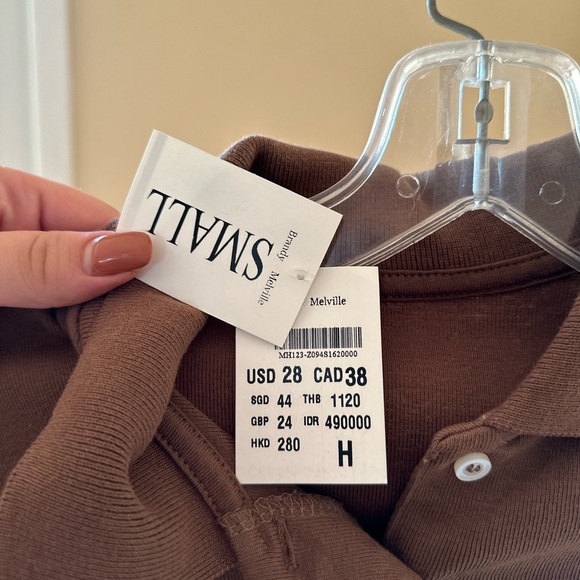 SMALL
Brandy Melville
Melville
MH123-Z094S1620000
USD 28 CAD 38
SGD 44 THB 1120
GBP 24 IDR 490000
HKD 280
H